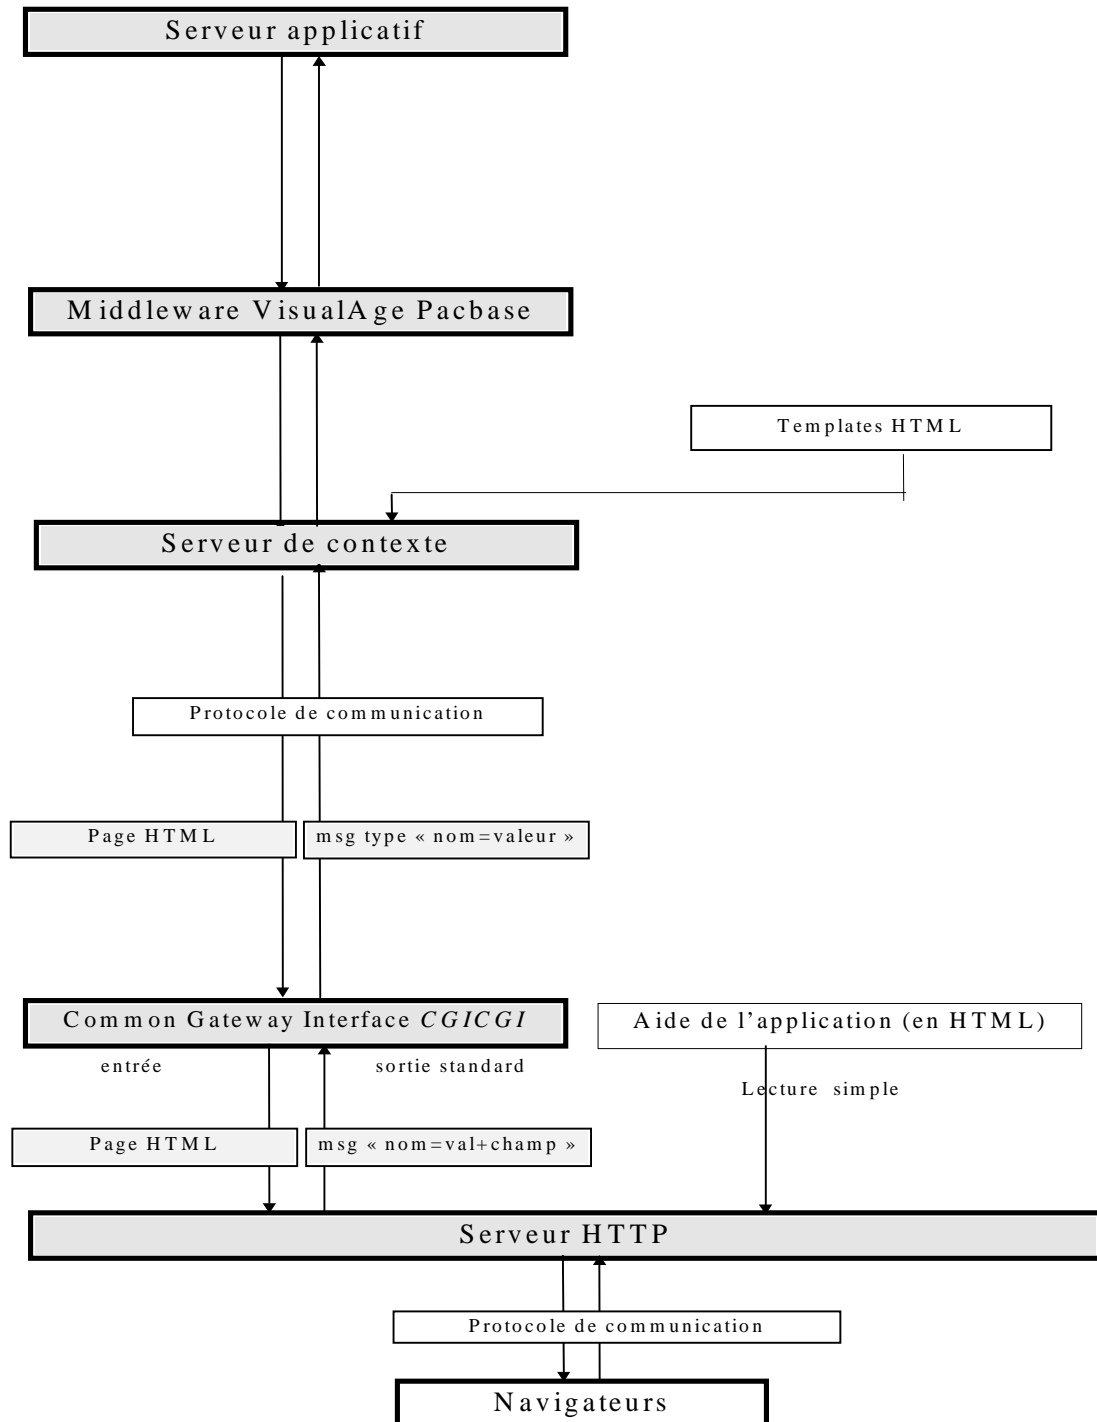 Serveur applicatif
Middleware VisualAge Pacbase
Templates HTML
Serveur de contexte
Protocole de communication
Page HTML
msg type « nom=valeur »
Common Gateway Interface CGICGI
Aide de l’application (en HTML)
entrée
sortie standard
Lecture simple
Page HTML
msg « nom=val+champ »
Serveur HTTP
Protocole de communication
Navigateurs